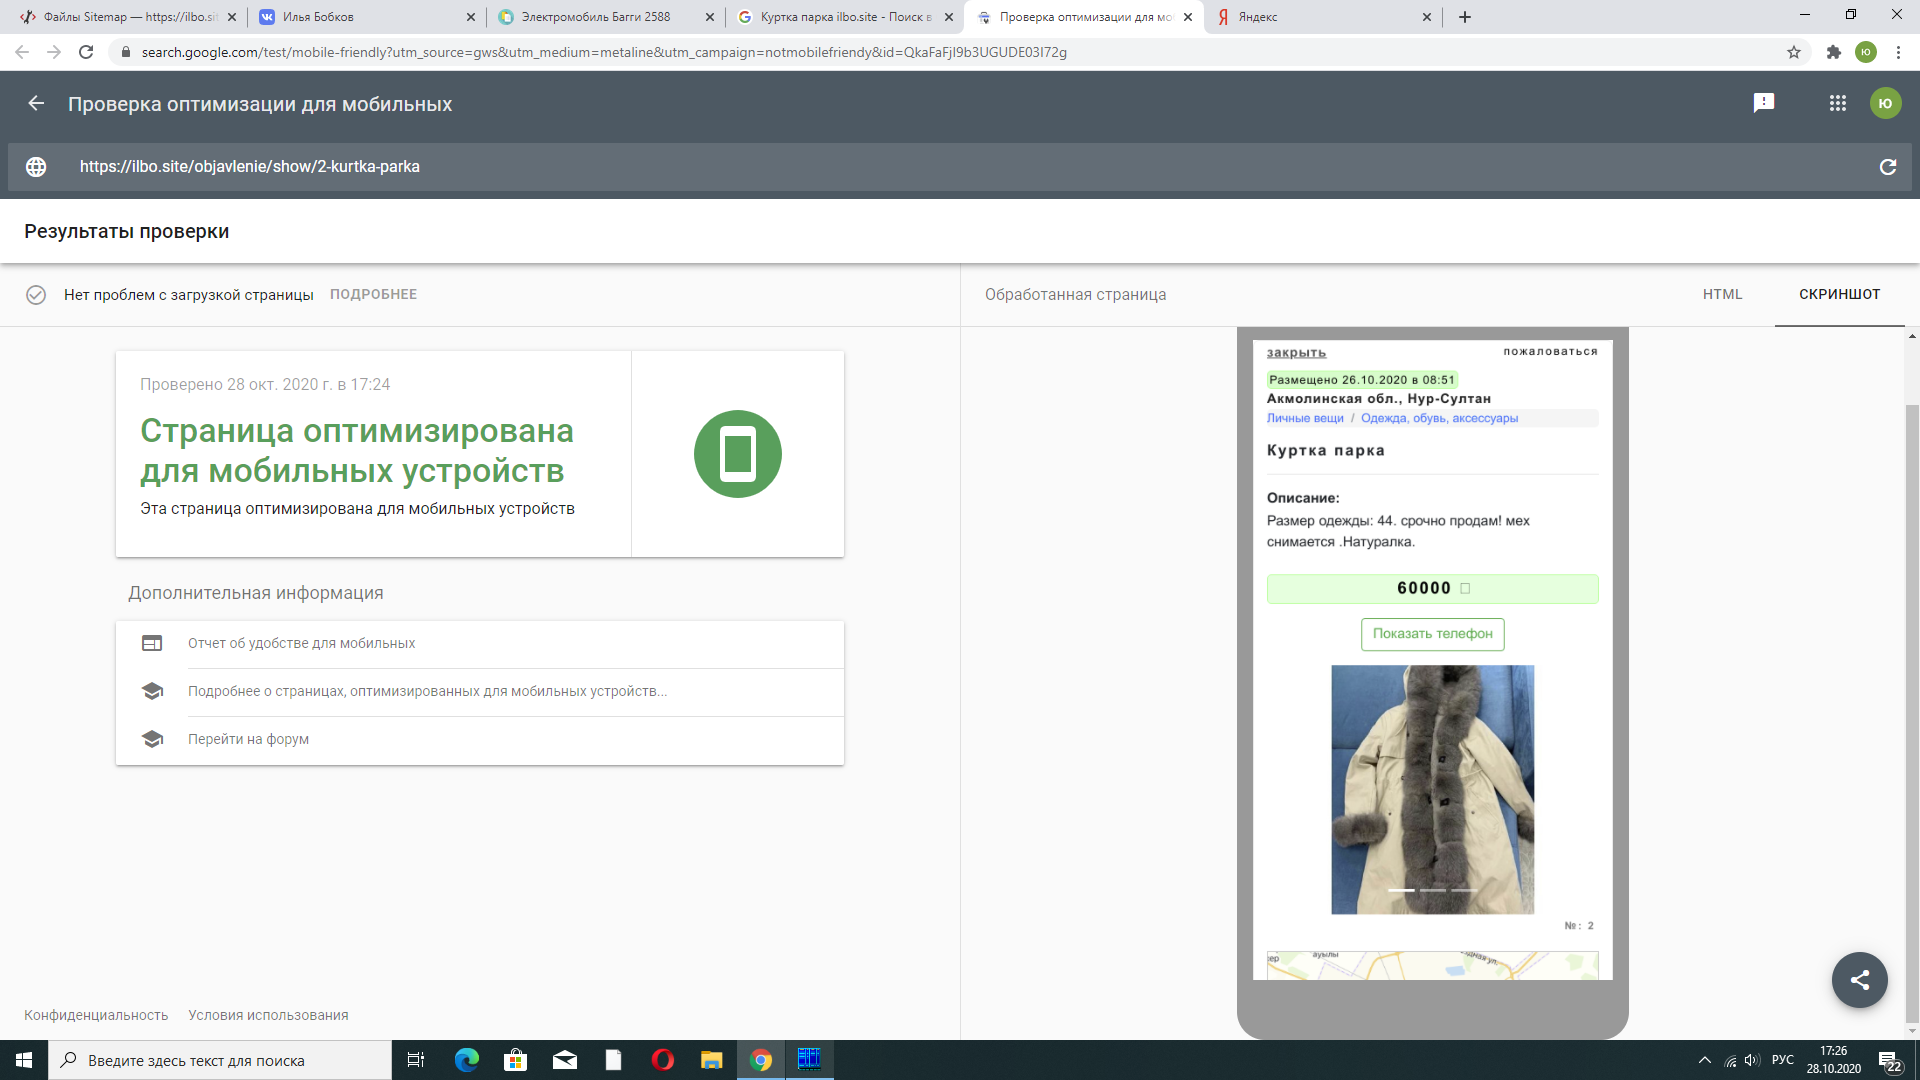 Файлы Sitemap — https://ilbo.sit
Илья Бобков
Электромобиль Багги 2588
Куртка парка ilbo.site - Поиск в
Проверка оптимизации для мо
Яндекс
search.google.com/test/mobile-friendly?utm_source=gws&utm_medium=metaline&utm_campaign=notmobilefriendy&id=QkaFaFjI9b3UGUDE03I72g
Ю
Проверка оптимизации для мобильных
Ю
https://ilbo.site/objavlenie/show/2-kurtka-parka
Результаты проверки
Нет проблем с загрузкой страницы ПОДРОБНЕЕ
Обработанная страница
HTML
СКРИНШОТ
Проверено 28 окт. 2020 г. в 17:24
Страница оптимизирована
для мобильных устройств
Эта страница оптимизирована для мобильных устройств
Дополнительная информация
Отчет об удобстве для мобильных
Подробнее о страницах, оптимизированных для мобильных устройств...
Перейти на форум
закрыть
пожаловаться
Размещено 26.10.2020 в 08:51
Акмолинская обл., Нур-Султан
Личные вещи / Одежда, обувь, аксессуары
Куртка парка
Описание:
Размер одежды: 44. срочно продам! мех
снимается .Натуралка.
60000
Показать телефон
№: 2
ауылы
Конфиденциальность Условия использования
Введите здесь текст для поиска
РУС
17:26
28.10.2020
22